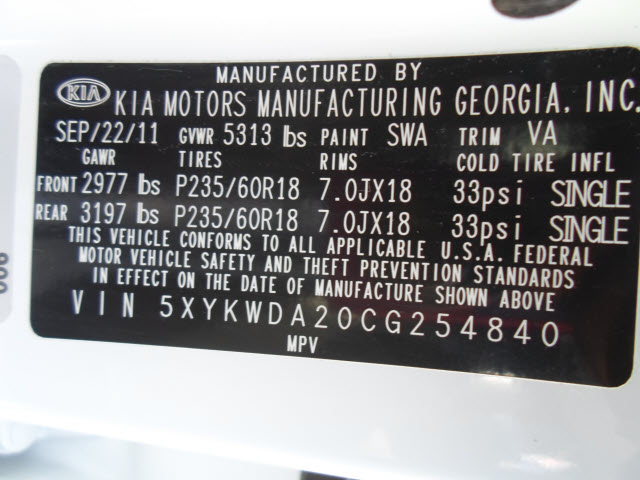 MANUFACTURED BY
KIA KIA MOTORS MANUFACTURING GEORGIA, INC.
SEP/22/11 GVWR 5313 lbs PAINT SWA TRIM VA
GAWR TIRES RIMS COLD TIRE INFL
FRONT 2977 lbs P235/60R18 7.0JX18 33psi SINGLE
REAR 3197 lbs P235/60R18 7.0JX18 33psi SINGLE
THIS VEHICLE CONFORMS TO ALL APPLICABLE U.S.A. FEDERAL
MOTOR VEHICLE SAFETY AND THEFT PREVENTION STANDARDS
IN EFFECT ON THE DATE OF MANUFACTURE SHOWN ABOVE
VIN 5XYKWDA20CG254840
MPV